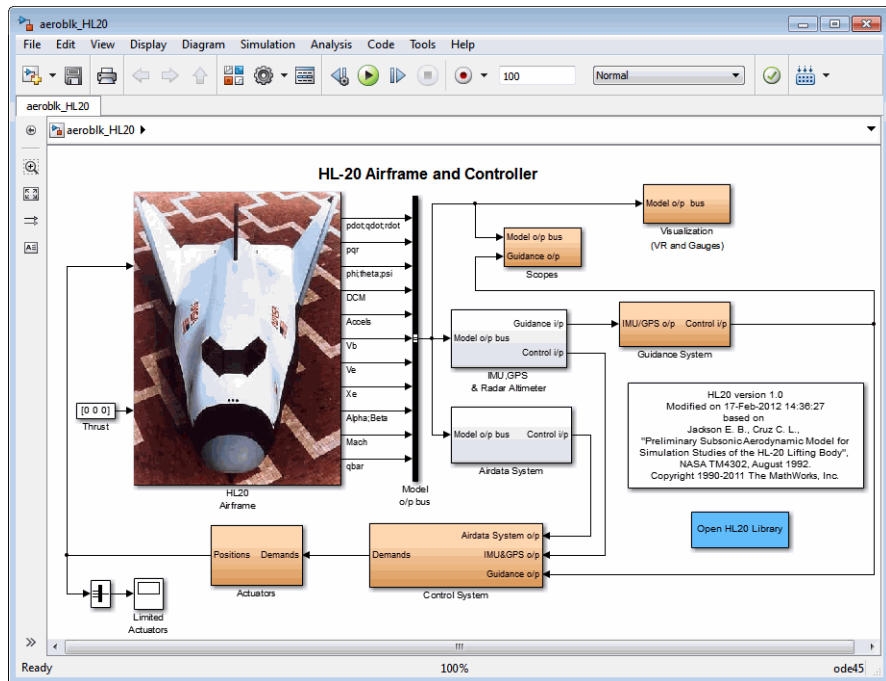 aeroblk_HL20
File Edit View Display Diagram Simulation Analysis Code Tools Help
100
Normal
aeroblk_HL20
aeroblk_HL20
HL-20 Airframe and Controller
pdot;qdot;rdot
pqr
phi;theta;psi
DCM
Accels
Vb
Ve
Xe
Alpha;Beta
Mach
qbar
[0 0 0]
Thrust
HL20
Airframe
Model
o/p bus
Model o/p bus
Visualization
(VR and Gauges)
Model o/p bus
Guidance o/p
Scopes
Guidance i/p
Model o/p bus
Control i/p
IMU,GPS
& Radar Altimeter
IMU/GPS o/p Control i/p
Guidance System
Model o/p bus Control i/p
Airdata System
HL20 version 1.0
Modified on 17-Feb-2012 14:36:27
based on
Jackson E. B., Cruz C. L.,
"Preliminary Subsonic Aerodynamic Model for
Simulation Studies of the HL-20 Lifting Body",
NASA TM4302, August 1992.
Copyright 1990-2011 The MathWorks, Inc.
Open HL20 Library
Positions Demands
Actuators
Airdata System o/p
Demands IMU&GPS o/p
Guidance o/p
Control System
Limited
Actuators
Ready 100% ode45